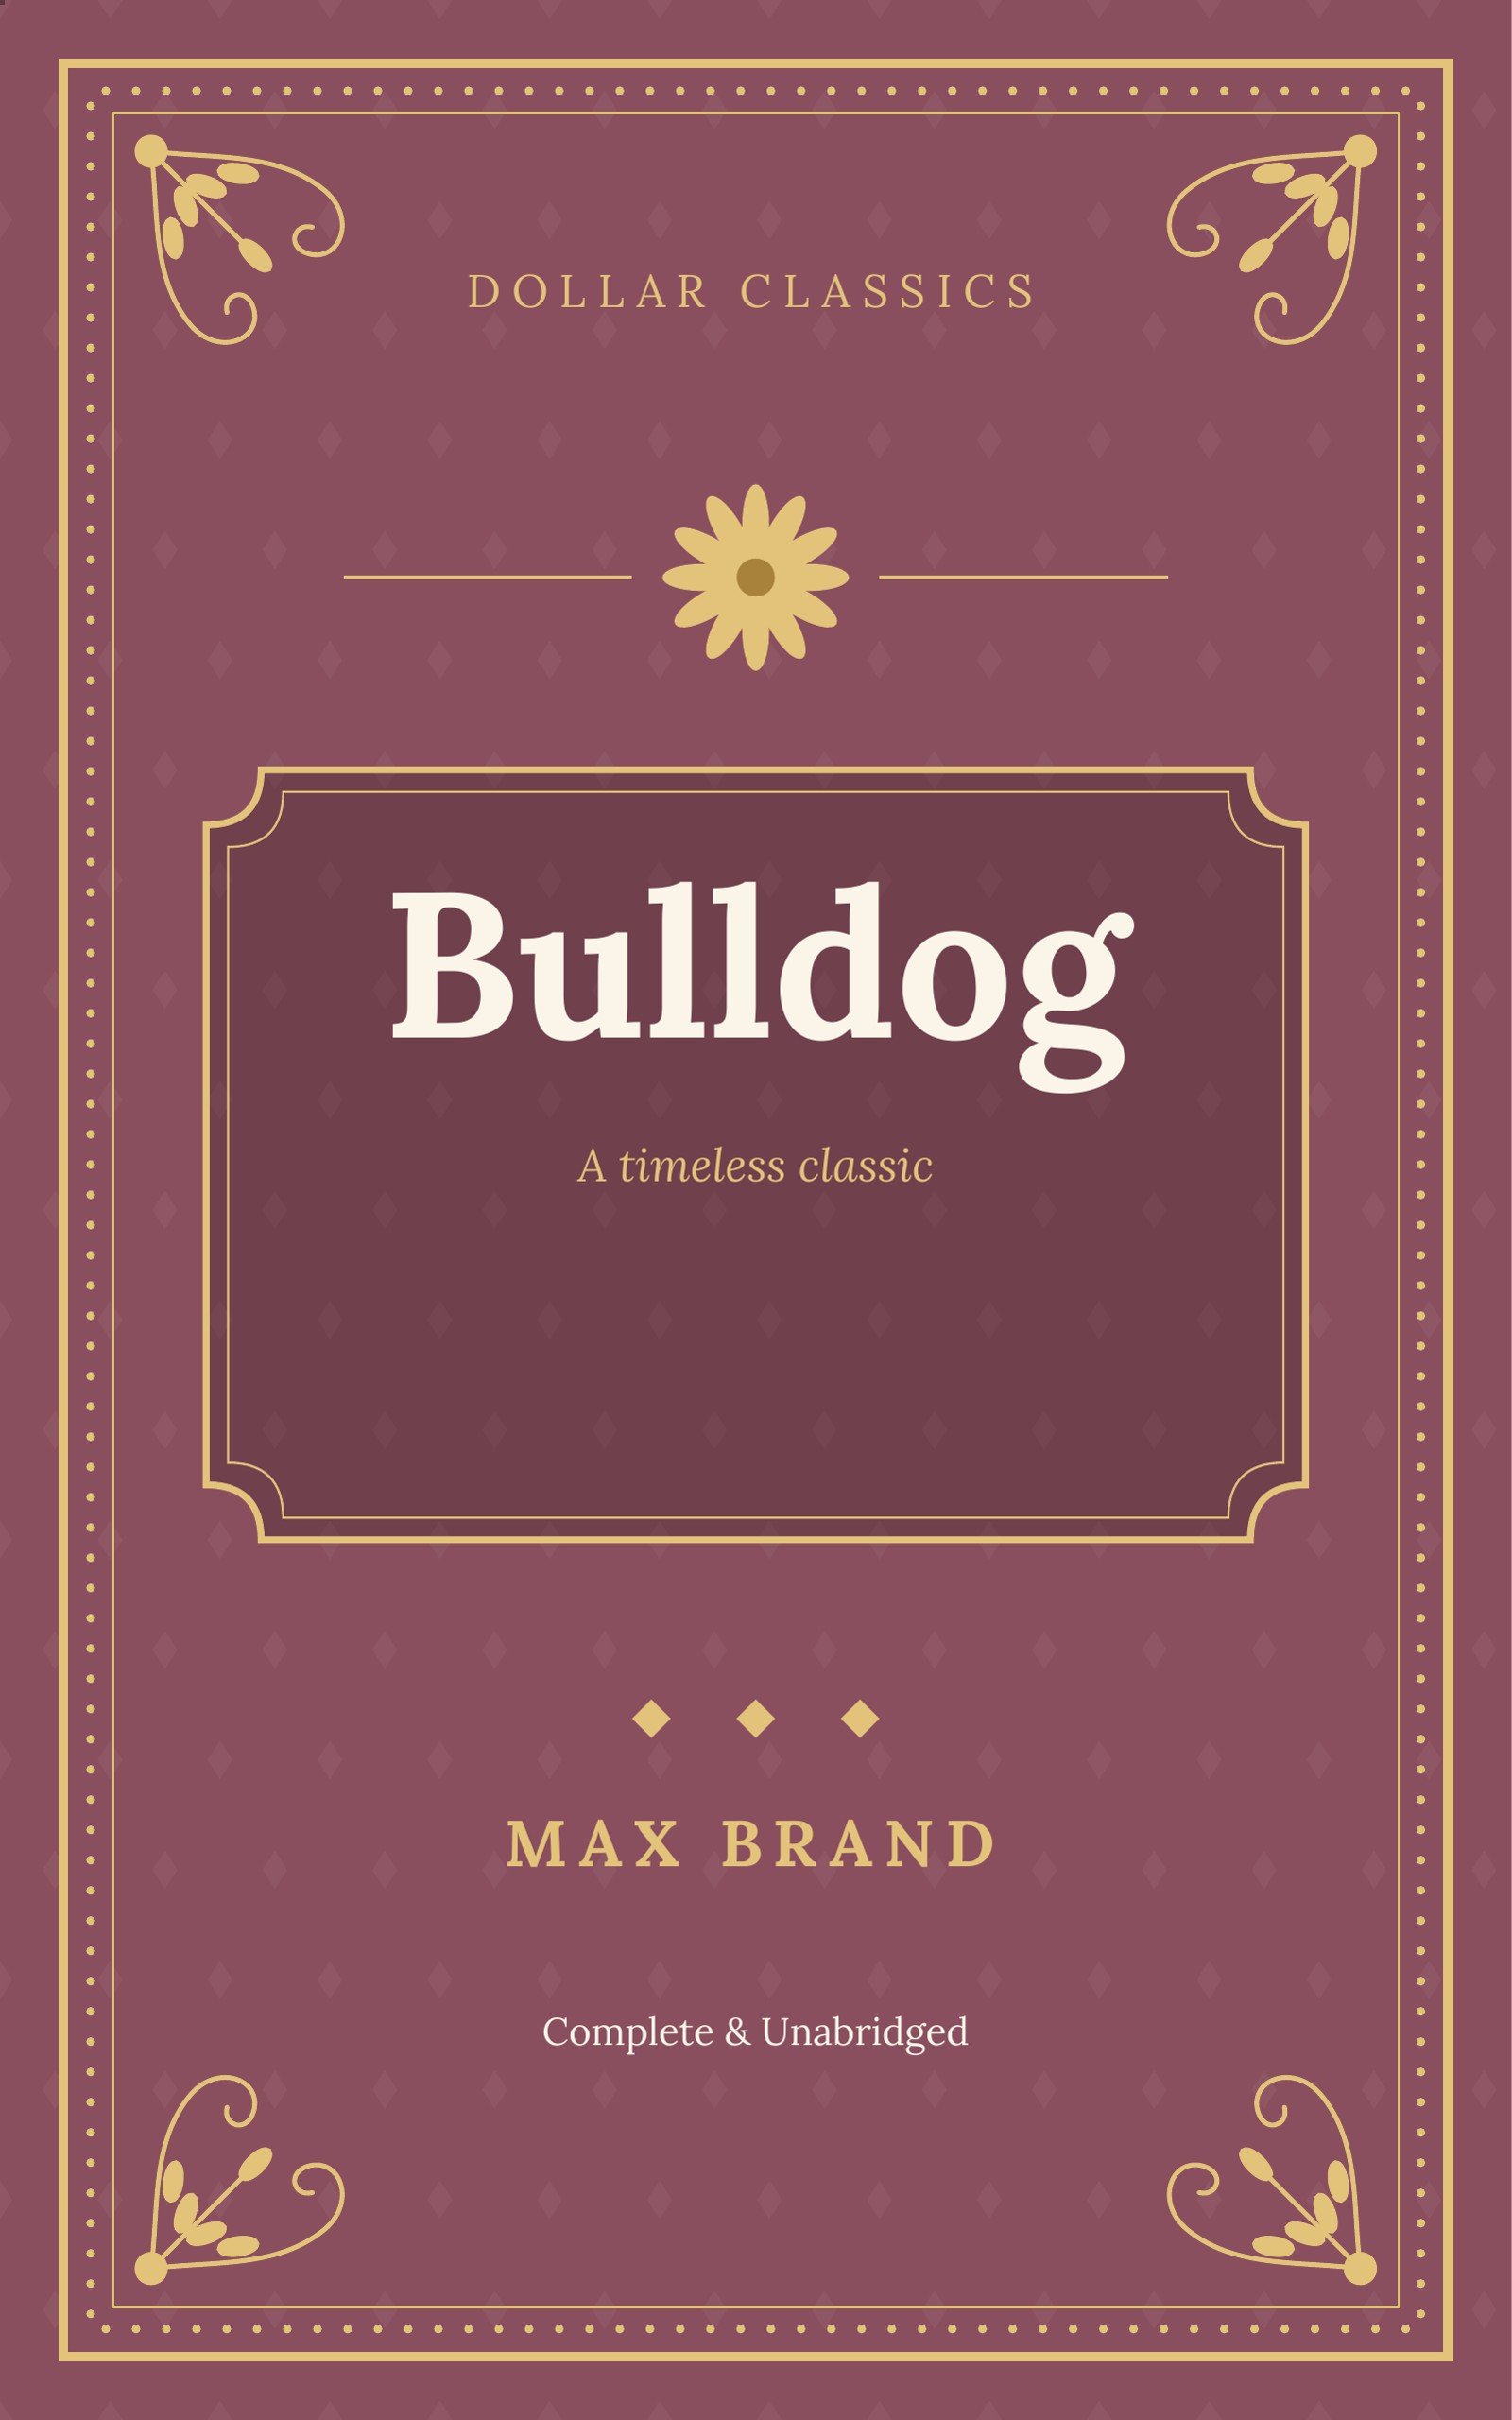 DOLLAR CLASSICS
Bulldog
A timeless classic
MAX BRAND
Complete & Unabridged